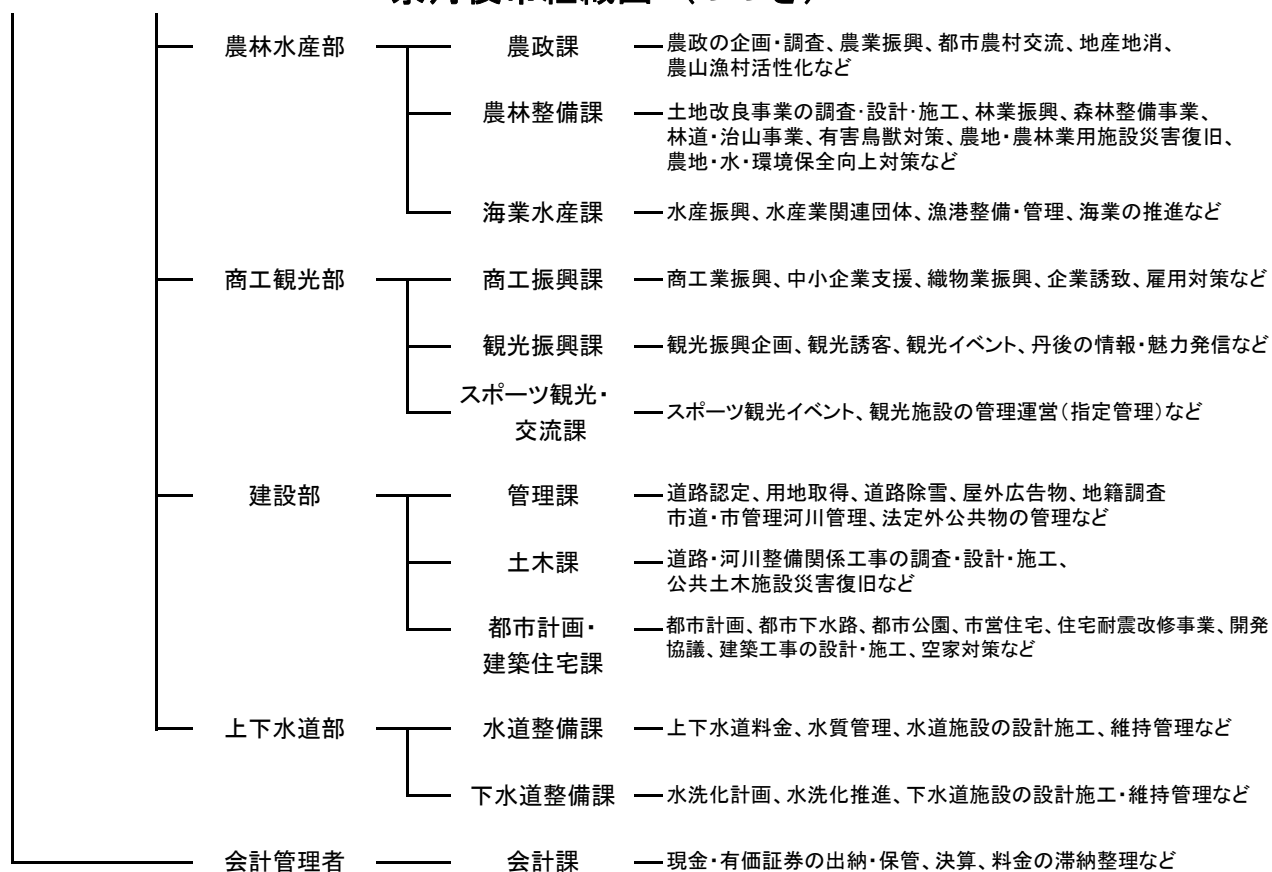 農林水産部
農政課
農政の企画・調査、農業振興、都市農村交流、地産地消、
農山漁村活性化など
農林整備課
土地改良事業の調査・設計・施工、林業振興、森林整備事業、
林道・治山事業、有害鳥獣対策、農地・農林業用施設災害復旧、
農地・水・環境保全向上対策など
海業水産課
水産振興、水産業関連団体、漁港整備・管理、海業の推進など
商工観光部
商工振興課
商工業振興、中小企業支援、織物業振興、企業誘致、雇用対策など
観光振興課
観光振興企画、観光誘客、観光イベント、丹後の情報・魅力発信など
スポーツ観光・
交流課
スポーツ観光イベント、観光施設の管理運営(指定管理)など
建設部
管理課
道路認定、用地取得、道路除雪、屋外広告物、地籍調査
市道・市管理河川管理、法定外公共物の管理など
土木課
道路・河川整備関係工事の調査・設計・施工、
公共土木施設災害復旧など
都市計画・
建築住宅課
都市計画、都市下水路、都市公園、市営住宅、住宅耐震改修事業、開発
協議、建築工事の設計・施工、空家対策など
上下水道部
水道整備課
上下水道料金、水質管理、水道施設の設計施工、維持管理など
下水道整備課
水洗化計画、水洗化推進、下水道施設の設計施工・維持管理など
会計管理者
会計課
現金・有価証券の出納・保管、決算、料金の滞納整理など